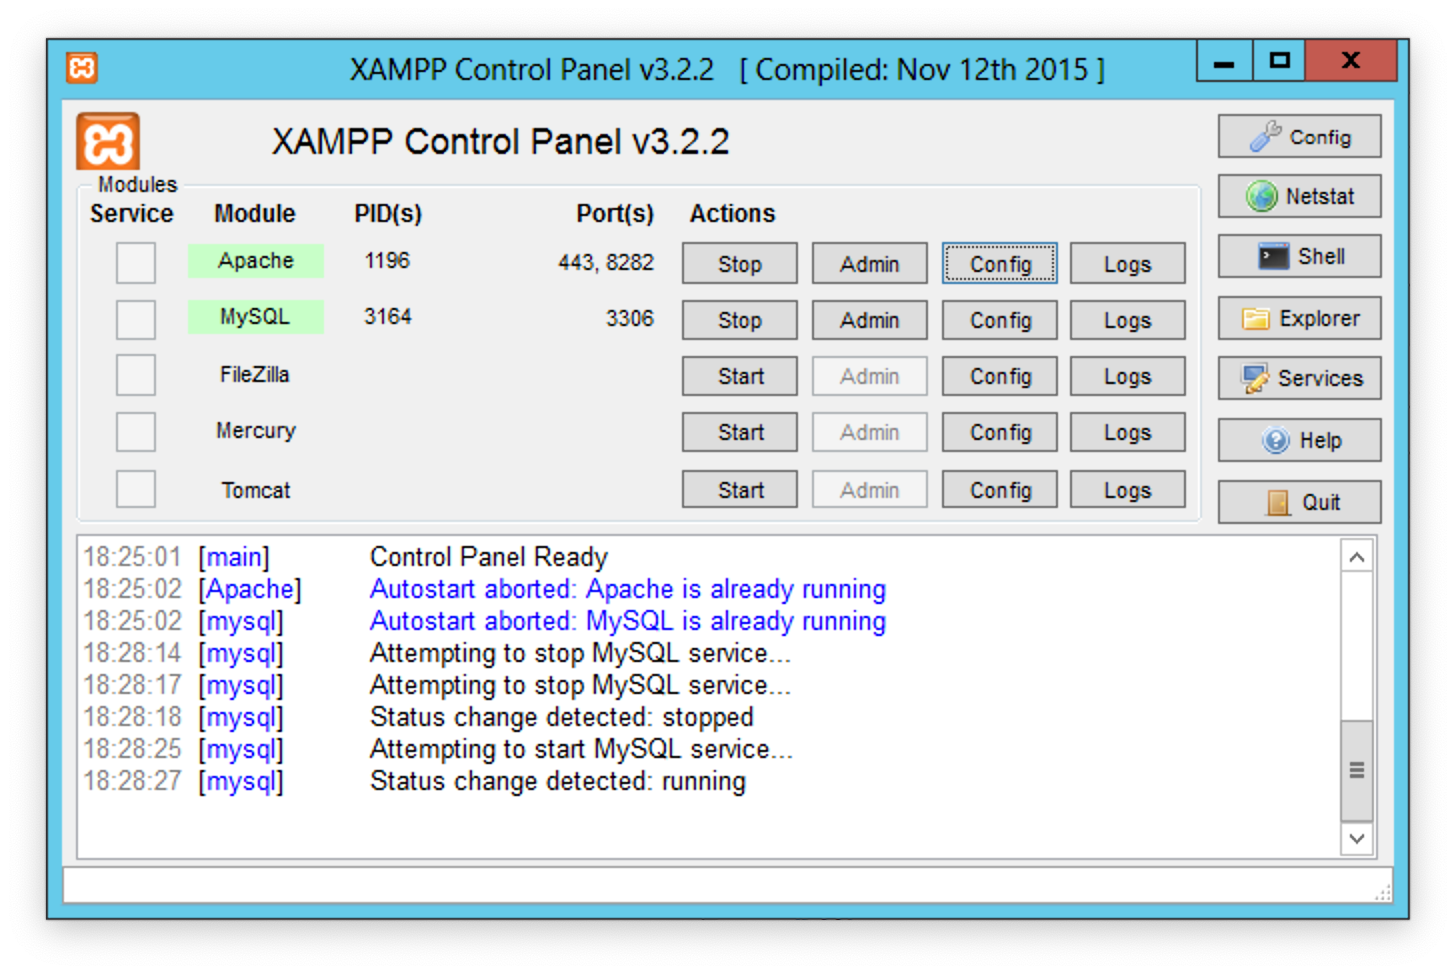 XAMPP Control Panel v3.2.2 [ Compiled: Nov 12th 2015 ]
XAMPP Control Panel v3.2.2
Config
Modules
Netstat
Service Module PID(s) Port(s) Actions
Apache 1196 443, 8282 Stop Admin Config Logs
Shell
MySQL 3164 3306 Stop Admin Config Logs
Explorer
FileZilla Start Admin Config Logs
Services
Mercury Start Admin Config Logs
Help
Tomcat Start Admin Config Logs
Quit
18:25:01 [main] Control Panel Ready
18:25:02 [Apache] Autostart aborted: Apache is already running
18:25:02 [mysql] Autostart aborted: MySQL is already running
18:28:14 [mysql] Attempting to stop MySQL service...
18:28:17 [mysql] Attempting to stop MySQL service...
18:28:18 [mysql] Status change detected: stopped
18:28:25 [mysql] Attempting to start MySQL service...
18:28:27 [mysql] Status change detected: running